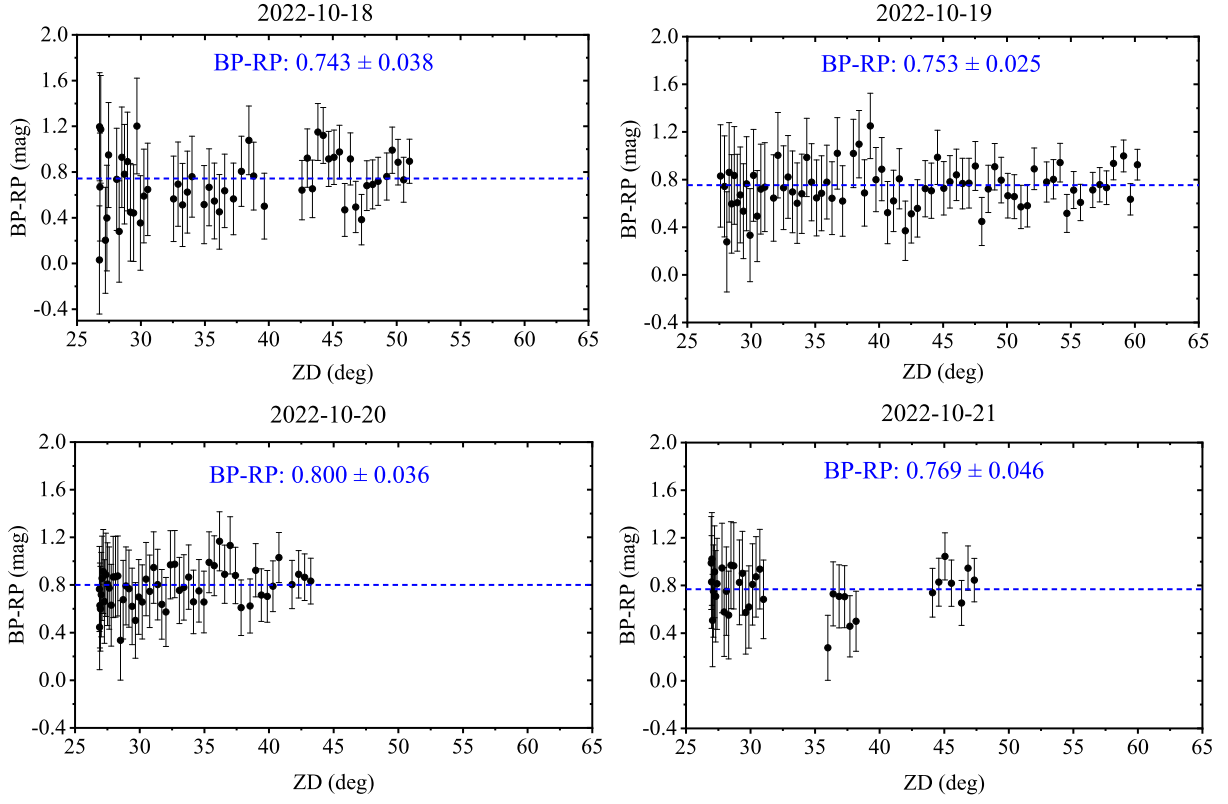 2022-10-18
BP-RP: 0.743 ± 0.038
2.0
1.6
1.2
0.8
0.4
0.0
-0.4
BP-RP (mag)
25 30 35 40 45 50 55 60 65
ZD (deg)
2022-10-19
BP-RP: 0.753 ± 0.025
2.0
1.6
1.2
0.8
0.4
0.0
-0.4
BP-RP (mag)
25 30 35 40 45 50 55 60 65
ZD (deg)
2022-10-20
BP-RP: 0.800 ± 0.036
2.0
1.6
1.2
0.8
0.4
0.0
-0.4
BP-RP (mag)
25 30 35 40 45 50 55 60 65
ZD (deg)
2022-10-21
BP-RP: 0.769 ± 0.046
2.0
1.6
1.2
0.8
0.4
0.0
-0.4
BP-RP (mag)
25 30 35 40 45 50 55 60 65
ZD (deg)